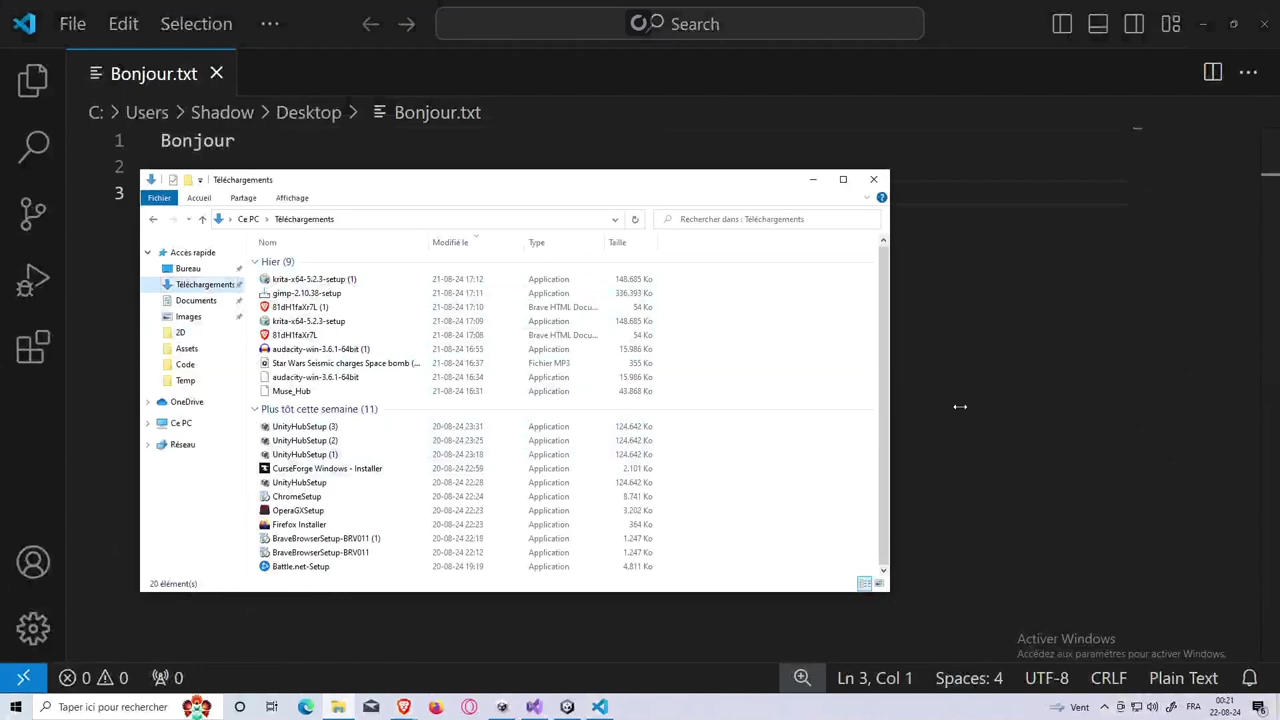 File Edit Selection ··· Search
Bonjour.txt
C: > Users > Shadow > Desktop > Bonjour.txt
1 Bonjour
2
3
Téléchargements
Fichier Accueil Partage Affichage
Ce PC > Téléchargements Rechercher dans : Téléchargements
Nom Modifié le Type Taille
Accès rapide
Bureau
Téléchargements
Documents
Images
2D
Assets
Code
Temp
OneDrive
Ce PC
Réseau
Hier (9)
krita-x64-5.2.3-setup (1) 21-08-24 17:12 Application 148.685 Ko
gimp-2.10.38-setup 21-08-24 17:11 Application 336.393 Ko
81dH1faXr7L (1) 21-08-24 17:10 Brave HTML Docu... 54 Ko
krita-x64-5.2.3-setup 21-08-24 17:09 Application 148.685 Ko
81dH1faXr7L 21-08-24 17:08 Brave HTML Docu... 54 Ko
audacity-win-3.6.1-64bit (1) 21-08-24 16:55 Application 15.986 Ko
Star Wars Seismic charges Space bomb (... 21-08-24 16:37 Fichier MP3 355 Ko
audacity-win-3.6.1-64bit 21-08-24 16:34 Application 15.986 Ko
Muse_Hub 21-08-24 16:31 Application 43.868 Ko
Plus tôt cette semaine (11)
UnityHubSetup (3) 20-08-24 23:31 Application 124.642 Ko
UnityHubSetup (2) 20-08-24 23:25 Application 124.642 Ko
UnityHubSetup (1) 20-08-24 23:18 Application 124.642 Ko
CurseForge Windows - Installer 20-08-24 22:59 Application 2.101 Ko
UnityHubSetup 20-08-24 22:28 Application 124.642 Ko
ChromeSetup 20-08-24 22:24 Application 8.741 Ko
OperaGXSetup 20-08-24 22:23 Application 3.202 Ko
Firefox Installer 20-08-24 22:23 Application 364 Ko
BraveBrowserSetup-BRV011 (1) 20-08-24 22:19 Application 1.247 Ko
BraveBrowserSetup-BRV011 20-08-24 22:12 Application 1.247 Ko
Battle.net-Setup 20-08-24 19:19 Application 4.811 Ko
20 élément(s)
Activer Windows
Accédez aux paramètres pour activer Windows.
0 0 0 Ln 3, Col 1 Spaces: 4 UTF-8 CRLF Plain Text
Taper ici pour rechercher Vent FRA 00:21
22-08-24